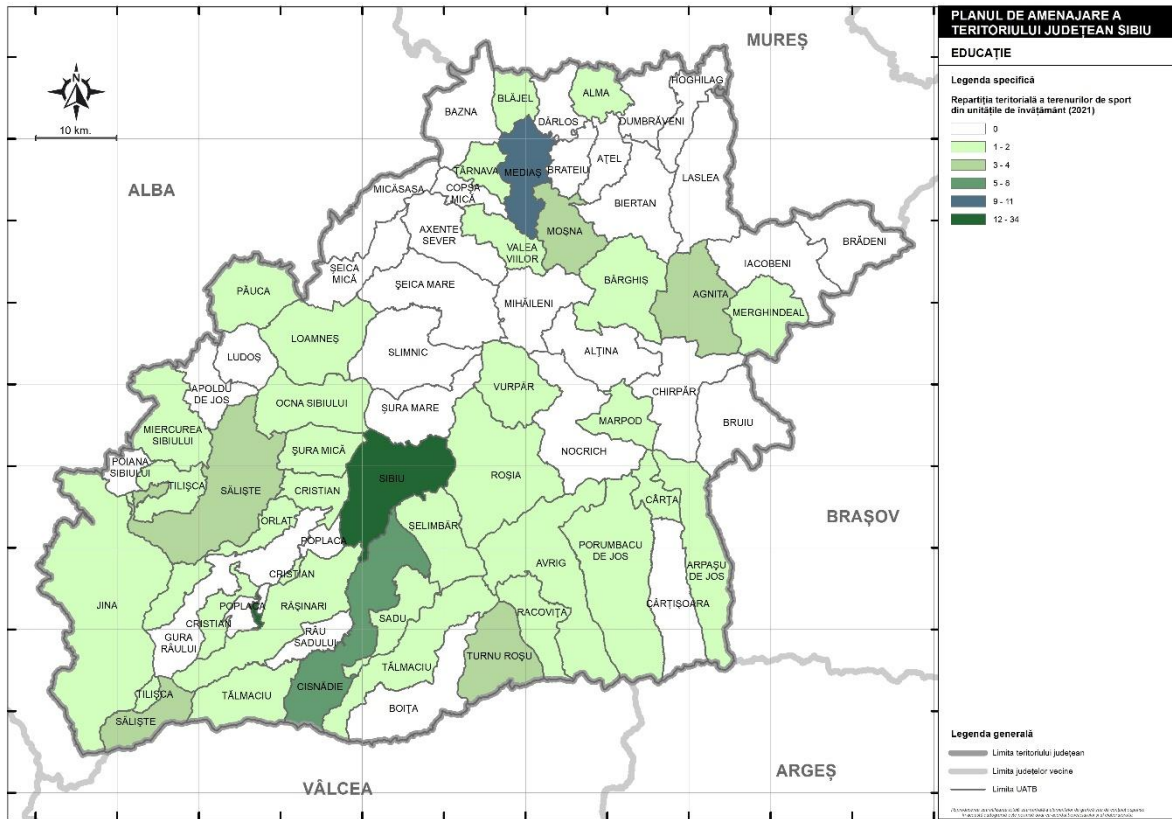 PLANUL DE AMENAJARE A
TERITORIULUI JUDEȚEAN SIBIU
EDUCAȚIE
Legenda specifică
Repartiția teritorială a terenurilor de sport
din unitățile de învățământ (2021)
0
1 - 2
3 - 4
5 - 8
9 - 11
12 - 34
10 km.
MUREȘ
ALBA
BRAȘOV
VÂLCEA
ARGEȘ
HOGHILAG
BLĂJEL
ALMA
BAZNA
DÂRLOS
DUMBRĂVENI
AȚEL
TÂRNAVA
MEDIAȘ
BRATEIU
LASLEA
MICĂSASA
COPȘA
MICĂ
BIERTAN
AXENTE
SEVER
MOȘNA
BRĂDENI
VALEA
VIILOR
IACOBENI
ȘEICA
MICĂ
BÂRGHIȘ
ȘEICA MARE
PĂUCA
MIHĂILENI
AGNITA
MERGHINDEAL
LOAMNEȘ
SLIMNIC
ALȚINA
LUDOȘ
APOLDU
DE JOS
VURPĂR
CHIRPĂR
OCNA SIBIULUI
ȘURA MARE
MARPOD
BRUIU
MIERCUREA
SIBIULUI
ȘURA MICĂ
NOCRICH
POIANA
SIBIULUI
TILIȘCA
SĂLIȘTE
CRISTIAN
SIBIU
ROȘIA
CÂRȚA
ORLAT
ȘELIMBĂR
POPLACA
PORUMBACU
DE JOS
AVRIG
ARPAȘU
DE JOS
CRISTIAN
JINA
POPLACA
RĂȘINARI
CÂRȚIȘOARA
CRISTIAN
SADU
RACOVIȚA
GURA
RÂULUI
RÂU
SADULUI
TURNU ROȘU
TĂLMACIU
CISNĂDIE
TILIȘCA
TĂLMACIU
BOIȚA
SĂLIȘTE
Legenda generală
Limita teritoriului județean
Limita județelor vecine
Limita UATB